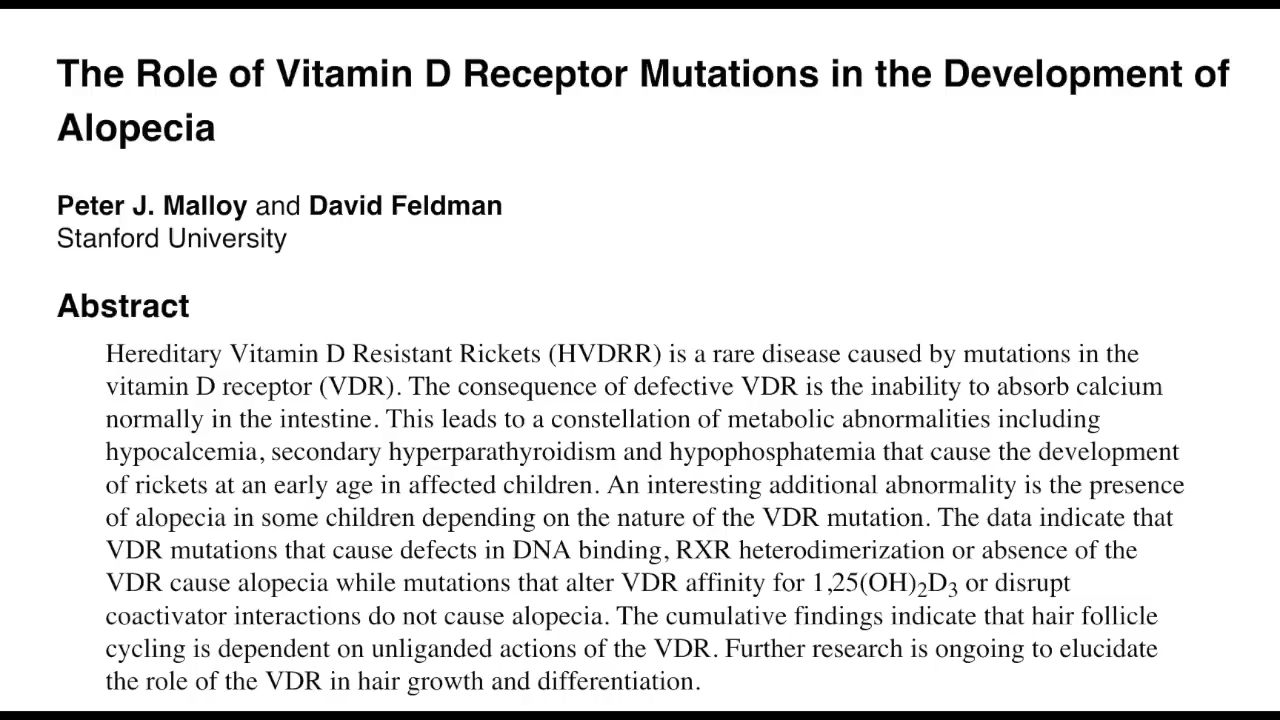 The Role of Vitamin D Receptor Mutations in the Development of
Alopecia
Peter J. Malloy and David Feldman
Stanford University
Abstract
Hereditary Vitamin D Resistant Rickets (HVDRR) is a rare disease caused by mutations in the
vitamin D receptor (VDR). The consequence of defective VDR is the inability to absorb calcium
normally in the intestine. This leads to a constellation of metabolic abnormalities including
hypocalcemia, secondary hyperparathyroidism and hypophosphatemia that cause the development
of rickets at an early age in affected children. An interesting additional abnormality is the presence
of alopecia in some children depending on the nature of the VDR mutation. The data indicate that
VDR mutations that cause defects in DNA binding, RXR heterodimerization or absence of the
VDR cause alopecia while mutations that alter VDR affinity for 1,25(OH)₂D₃ or disrupt
coactivator interactions do not cause alopecia. The cumulative findings indicate that hair follicle
cycling is dependent on unliganded actions of the VDR. Further research is ongoing to elucidate
the role of the VDR in hair growth and differentiation.